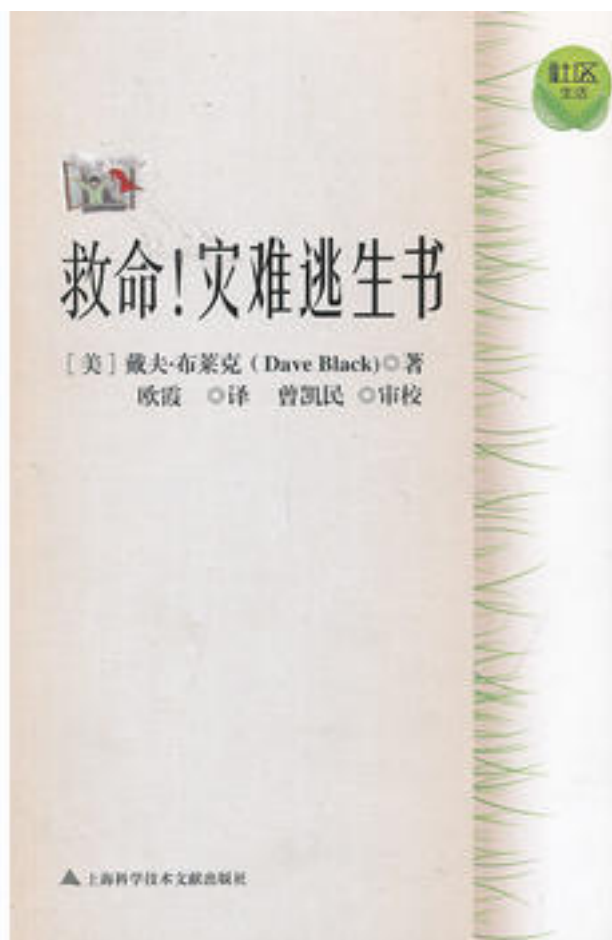 社区
生活
救命!灾难逃生书
[美]戴夫·布莱克(Dave Black)◎著
欧霞 ◎译 曾凯民 ◎审校
上海科学技术文献出版社